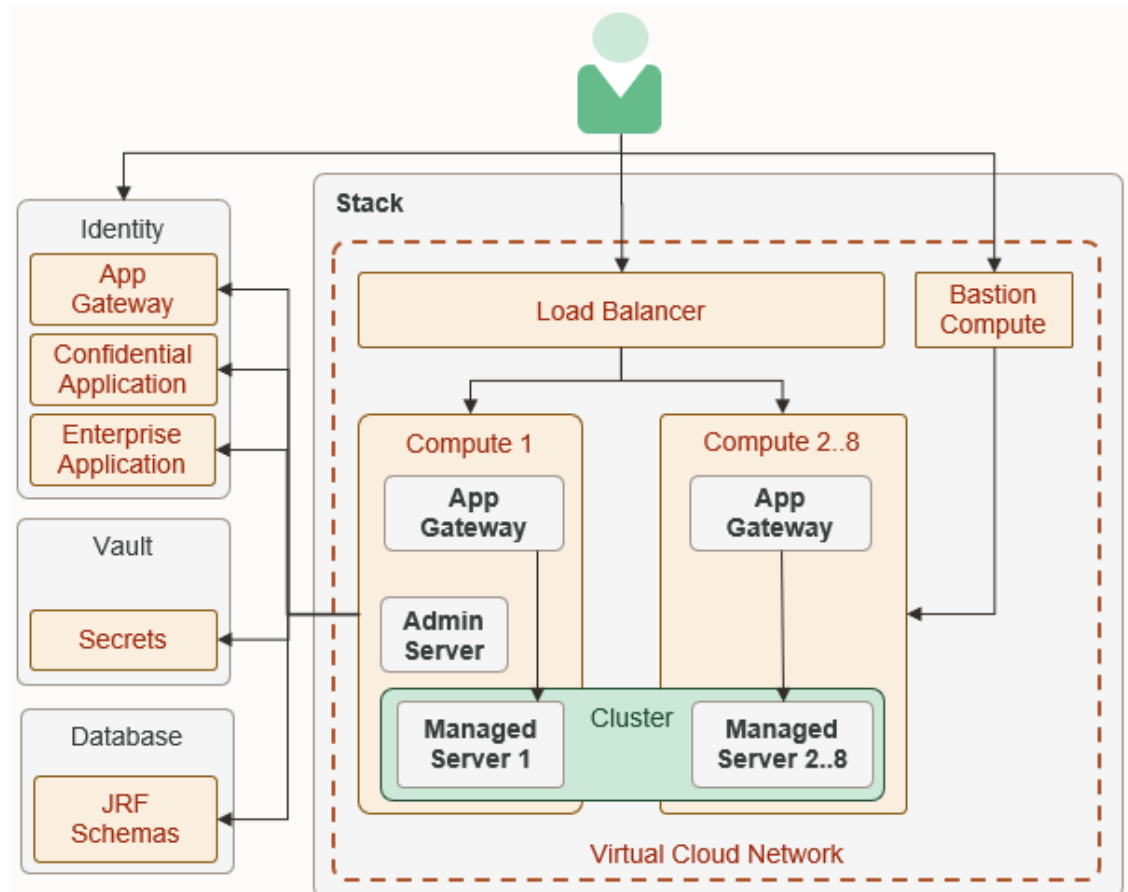 Stack
Identity
App
Gateway
Confidential
Application
Enterprise
Application
Vault
Secrets
Database
JRF
Schemas
Load Balancer
Bastion
Compute
Compute 1
App
Gateway
Admin
Server
Compute 2..8
App
Gateway
Cluster
Managed
Server 1
Managed
Server 2..8
Virtual Cloud Network